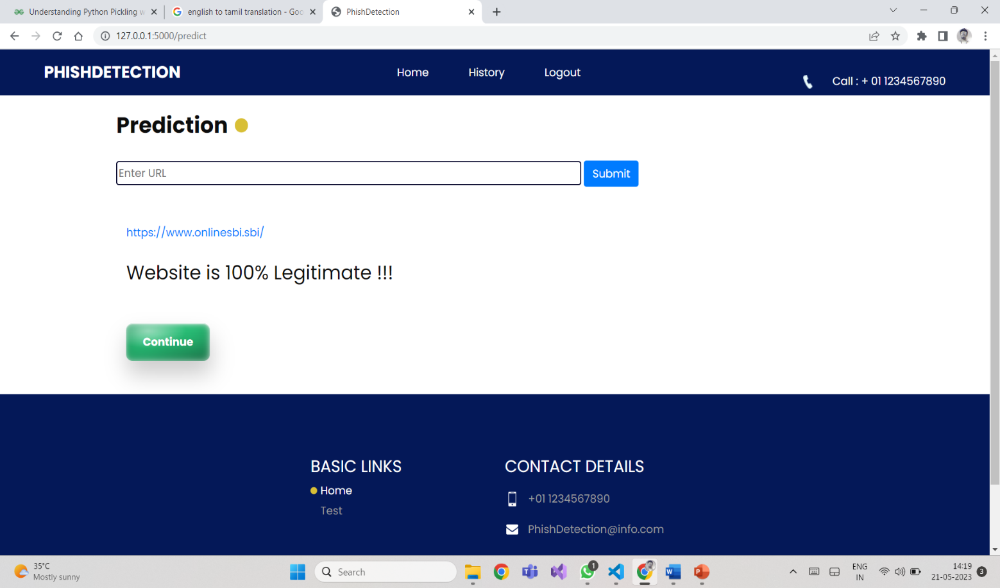 Understanding Python Pickling w
english to tamil translation - Goo
PhishDetection
127.0.0.1:5000/predict
PHISHDETECTION
Home
History
Logout
Call : + 01 1234567890
Prediction
Enter URL
Submit
https://www.onlinesbi.sbi/
Website is 100% Legitimate !!!
Continue
BASIC LINKS
Home
Test
CONTACT DETAILS
+01 1234567890
PhishDetection@info.com
35°C
Mostly sunny
Search
1
ENG
IN
14:19
21-05-2023
3